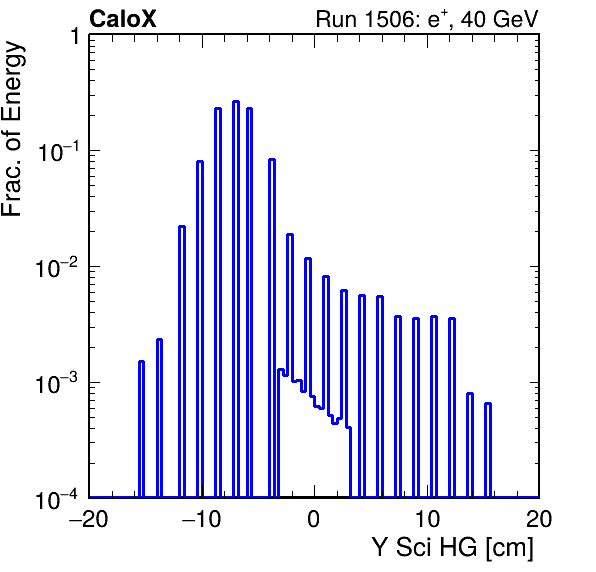 CaloX Run 1506: e⁺, 40 GeV
Frac. of Energy
1
10⁻¹
10⁻²
10⁻³
10⁻⁴
−20 −10 0 10 20
Y Sci HG [cm]